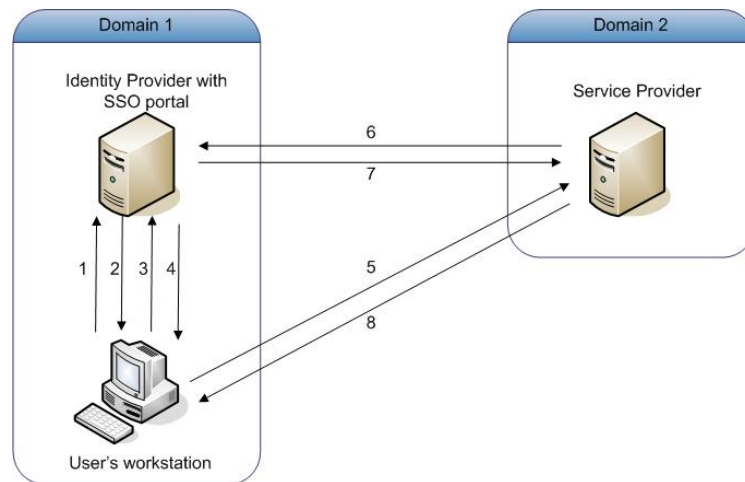 Domain 1
Domain 2
Identity Provider with
SSO portal
Service Provider
6
7
1
2
3
4
5
8
User's workstation